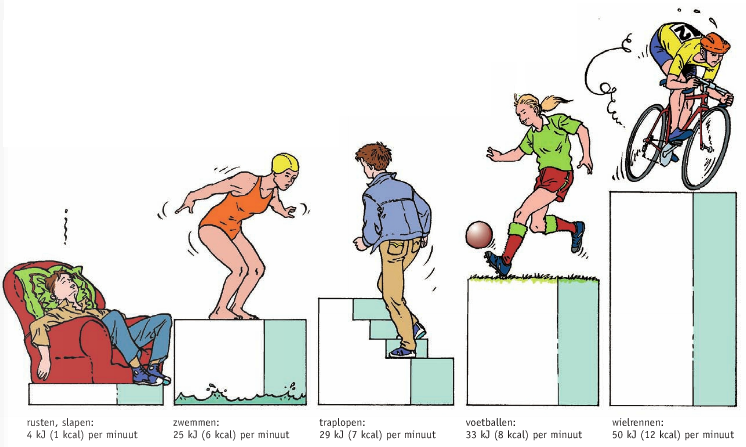 rusten, slapen:
4 kJ (1 kcal) per minuut
zwemmen:
25 kJ (6 kcal) per minuut
traplopen:
29 kJ (7 kcal) per minuut
voetballen:
33 kJ (8 kcal) per minuut
wielrennen:
50 kJ (12 kcal) per minuut